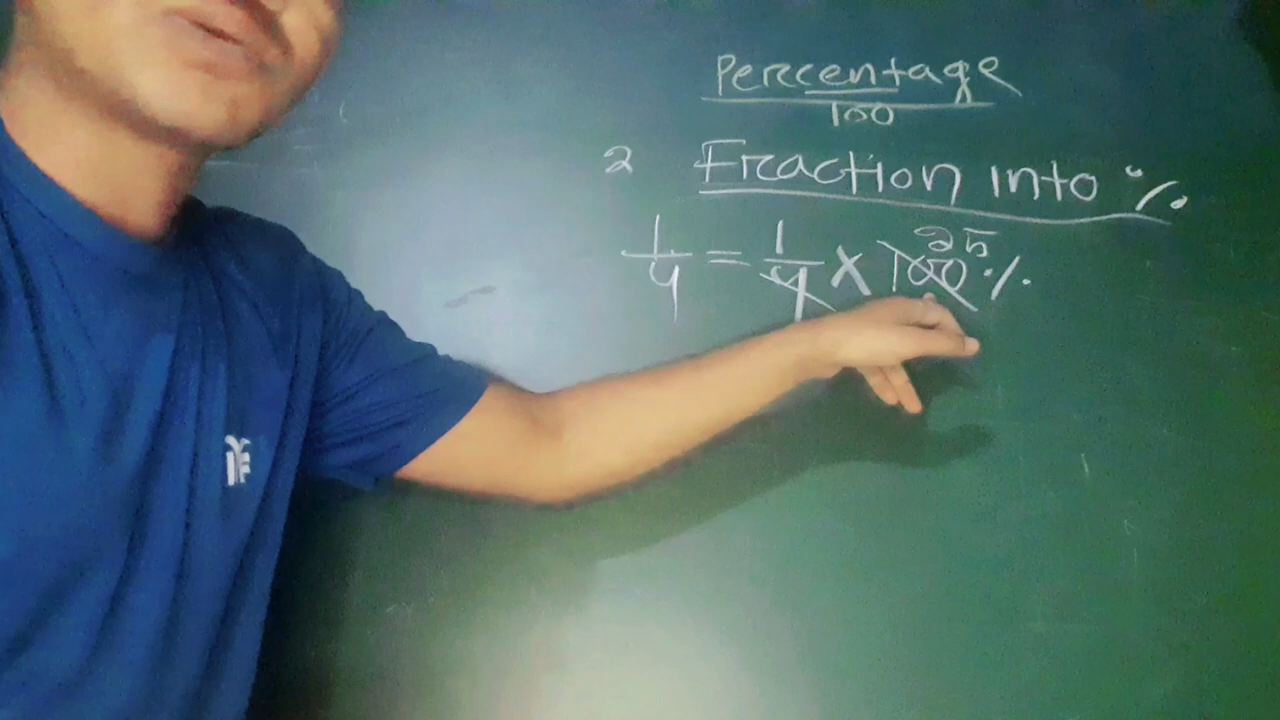 Percentage
100
2 Fraction into %
1/4 = 1/4 x 100 25 %